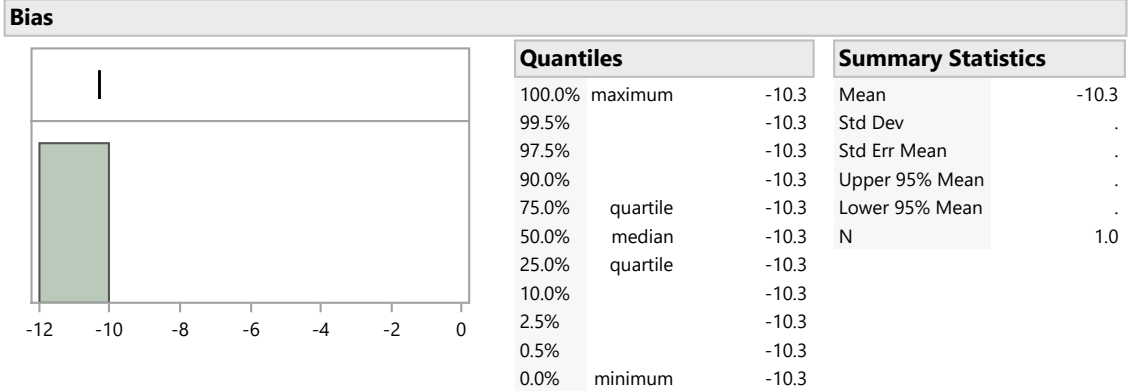 Bias
-12 -10 -8 -6 -4 -2 0
Quantiles
100.0% maximum -10.3
99.5% -10.3
97.5% -10.3
90.0% -10.3
75.0% quartile -10.3
50.0% median -10.3
25.0% quartile -10.3
10.0% -10.3
2.5% -10.3
0.5% -10.3
0.0% minimum -10.3
Summary Statistics
Mean -10.3
Std Dev .
Std Err Mean .
Upper 95% Mean .
Lower 95% Mean .
N 1.0